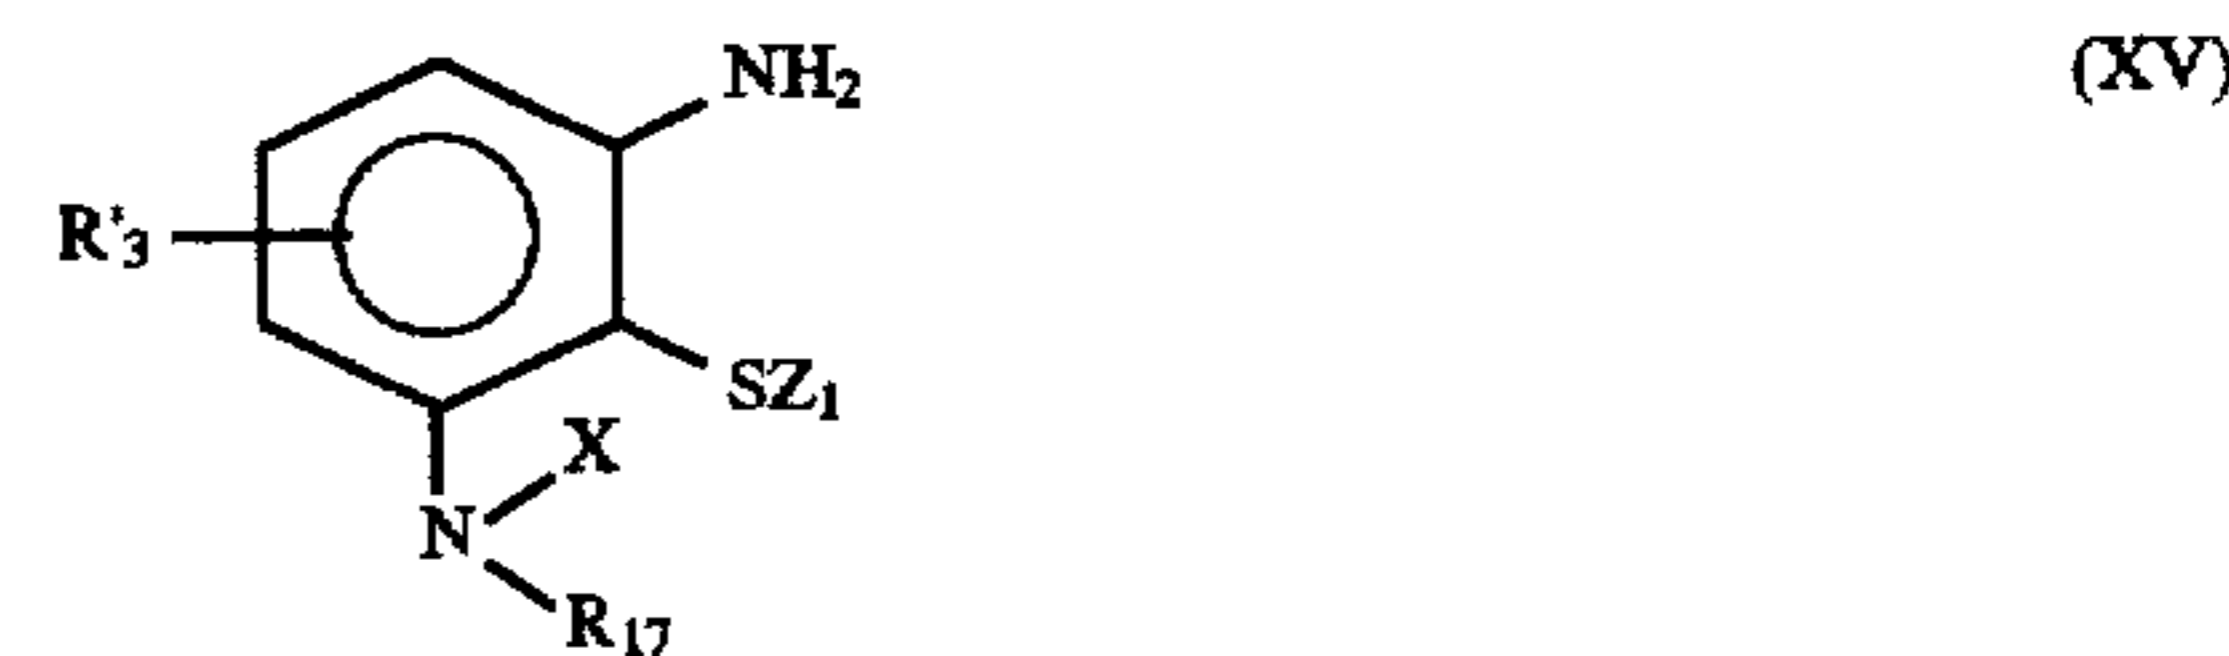 NH2 (XV)
R'3
SZ1
X
N
R17